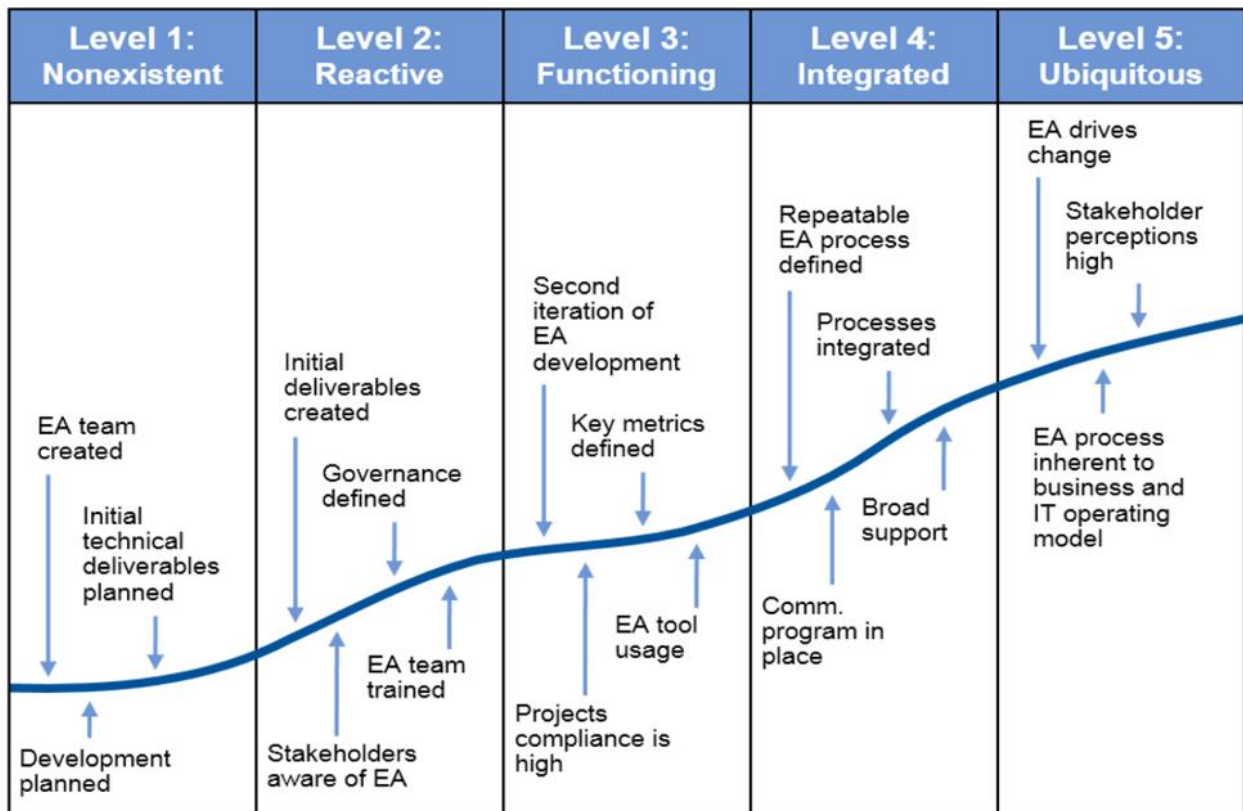 Level 1:
Nonexistent
Level 2:
Reactive
Level 3:
Functioning
Level 4:
Integrated
Level 5:
Ubiquitous
EA team
created
Initial
technical
deliverables
planned
Development
planned
Initial
deliverables
created
Governance
defined
EA team
trained
Stakeholders
aware of EA
Second
iteration of
EA
development
Key metrics
defined
EA tool
usage
Projects
compliance is
high
Repeatable
EA process
defined
Processes
integrated
Broad
support
Comm.
program in
place
EA drives
change
Stakeholder
perceptions
high
EA process
inherent to
business and
IT operating
model